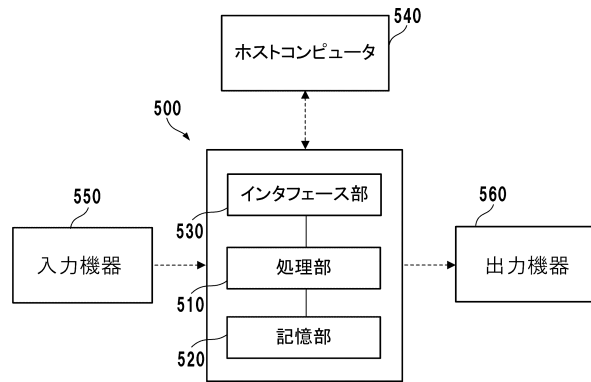 540
ホストコンピュータ
500
インタフェース部
530
550
入力機器
処理部
510
560
出力機器
記憶部
520